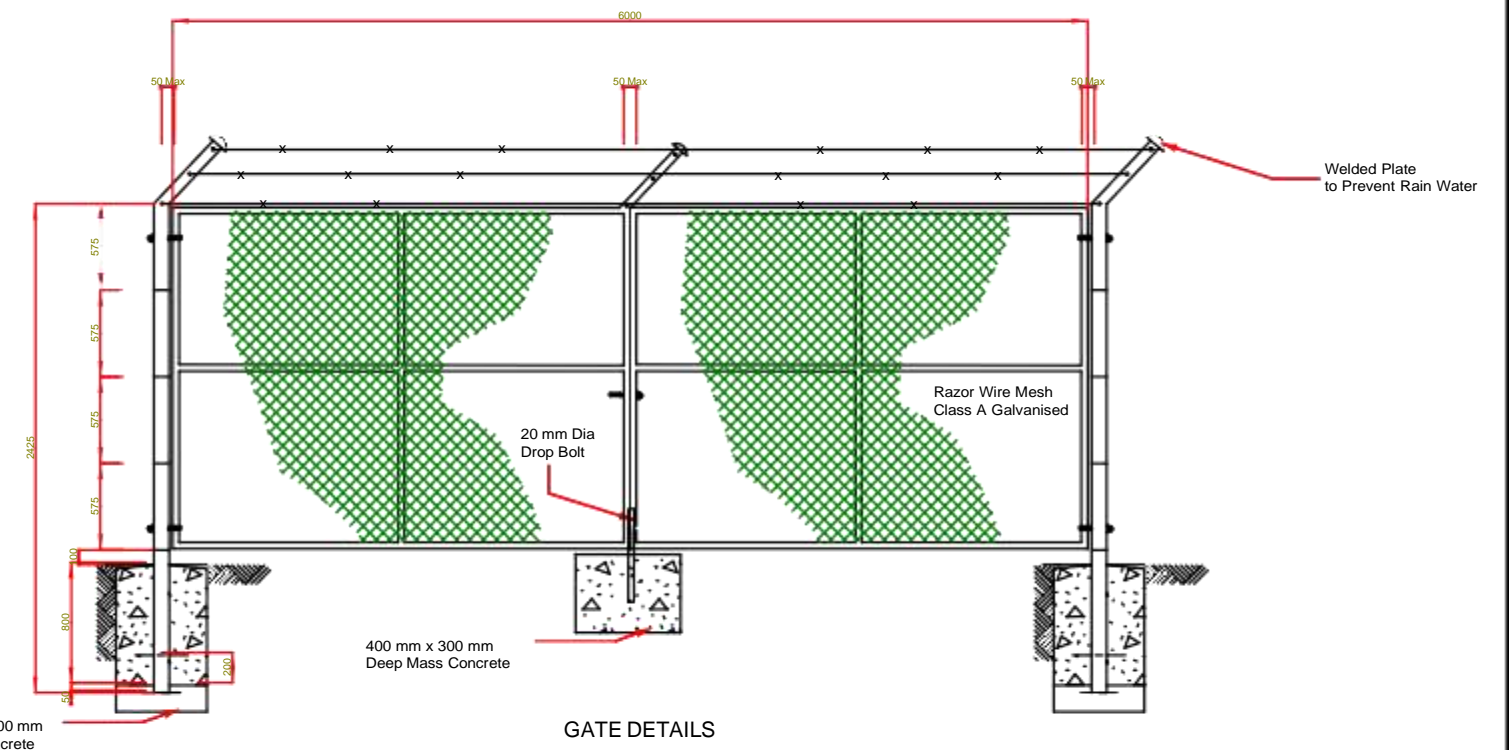 6000
50 Max
50 Max
50 Max
Welded Plate
to Prevent Rain Water
575
575
Razor Wire Mesh
Class A Galvanised
575
20 mm Dia
Drop Bolt
2425
575
100
800
400 mm x 300 mm
Deep Mass Concrete
200
50
00 mm
crete
GATE DETAILS